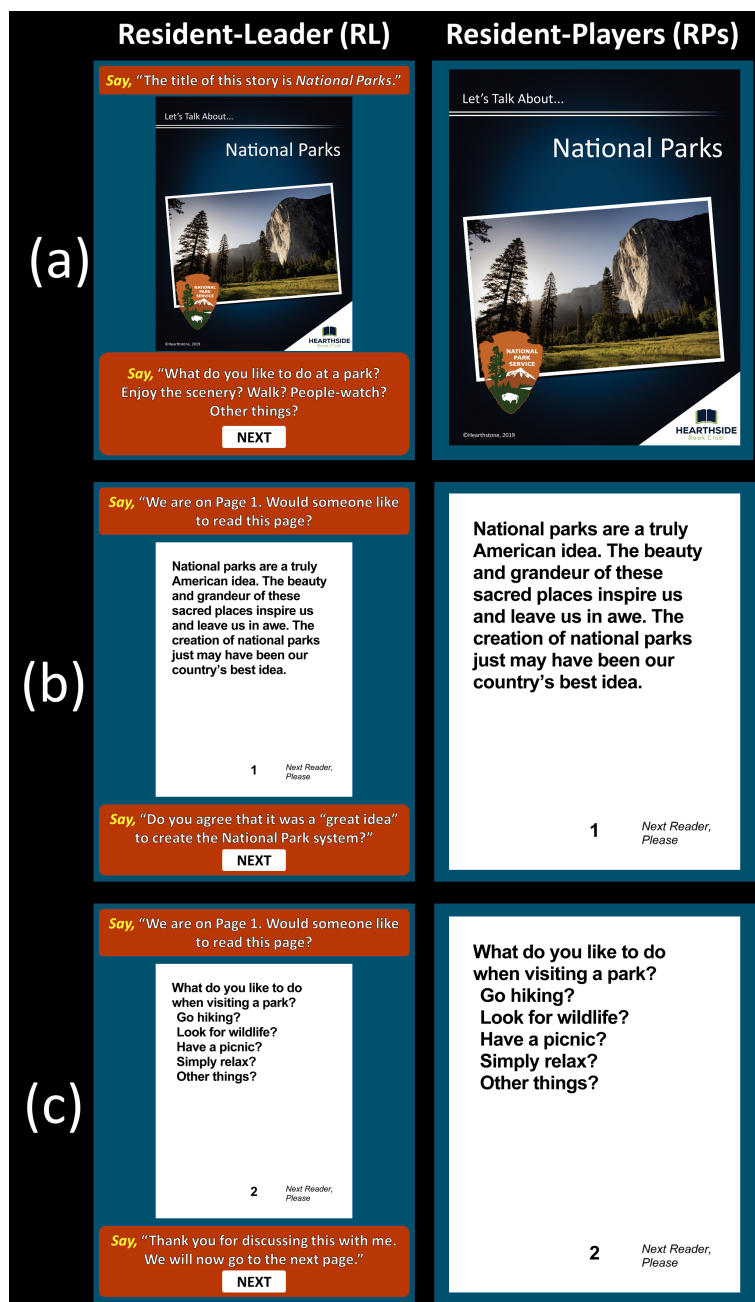 Resident-Leader (RL)
Resident-Players (RPs)
(a)
Say, “The title of this story is National Parks.”
Let’s Talk About...
National Parks
NATIONAL
PARK
SERVICE
©Hearthstone, 2019
HEARTHSIDE
Book Club
Say, “What do you like to do at a park?
Enjoy the scenery? Walk? People-watch?
Other things?
NEXT
Let’s Talk About...
National Parks
NATIONAL
PARK
SERVICE
©Hearthstone, 2019
HEARTHSIDE
Book Club
(b)
Say, “We are on Page 1. Would someone like
to read this page?
National parks are a truly
American idea. The beauty
and grandeur of these
sacred places inspire us
and leave us in awe. The
creation of national parks
just may have been our
country’s best idea.
1
Next Reader,
Please
Say, “Do you agree that it was a “great idea”
to create the National Park system?”
NEXT
National parks are a truly
American idea. The beauty
and grandeur of these
sacred places inspire us
and leave us in awe. The
creation of national parks
just may have been our
country’s best idea.
1
Next Reader,
Please
(c)
Say, “We are on Page 1. Would someone like
to read this page?
What do you like to do
when visiting a park?
Go hiking?
Look for wildlife?
Have a picnic?
Simply relax?
Other things?
2
Next Reader,
Please
Say, “Thank you for discussing this with me.
We will now go to the next page.”
NEXT
What do you like to do
when visiting a park?
Go hiking?
Look for wildlife?
Have a picnic?
Simply relax?
Other things?
2
Next Reader,
Please